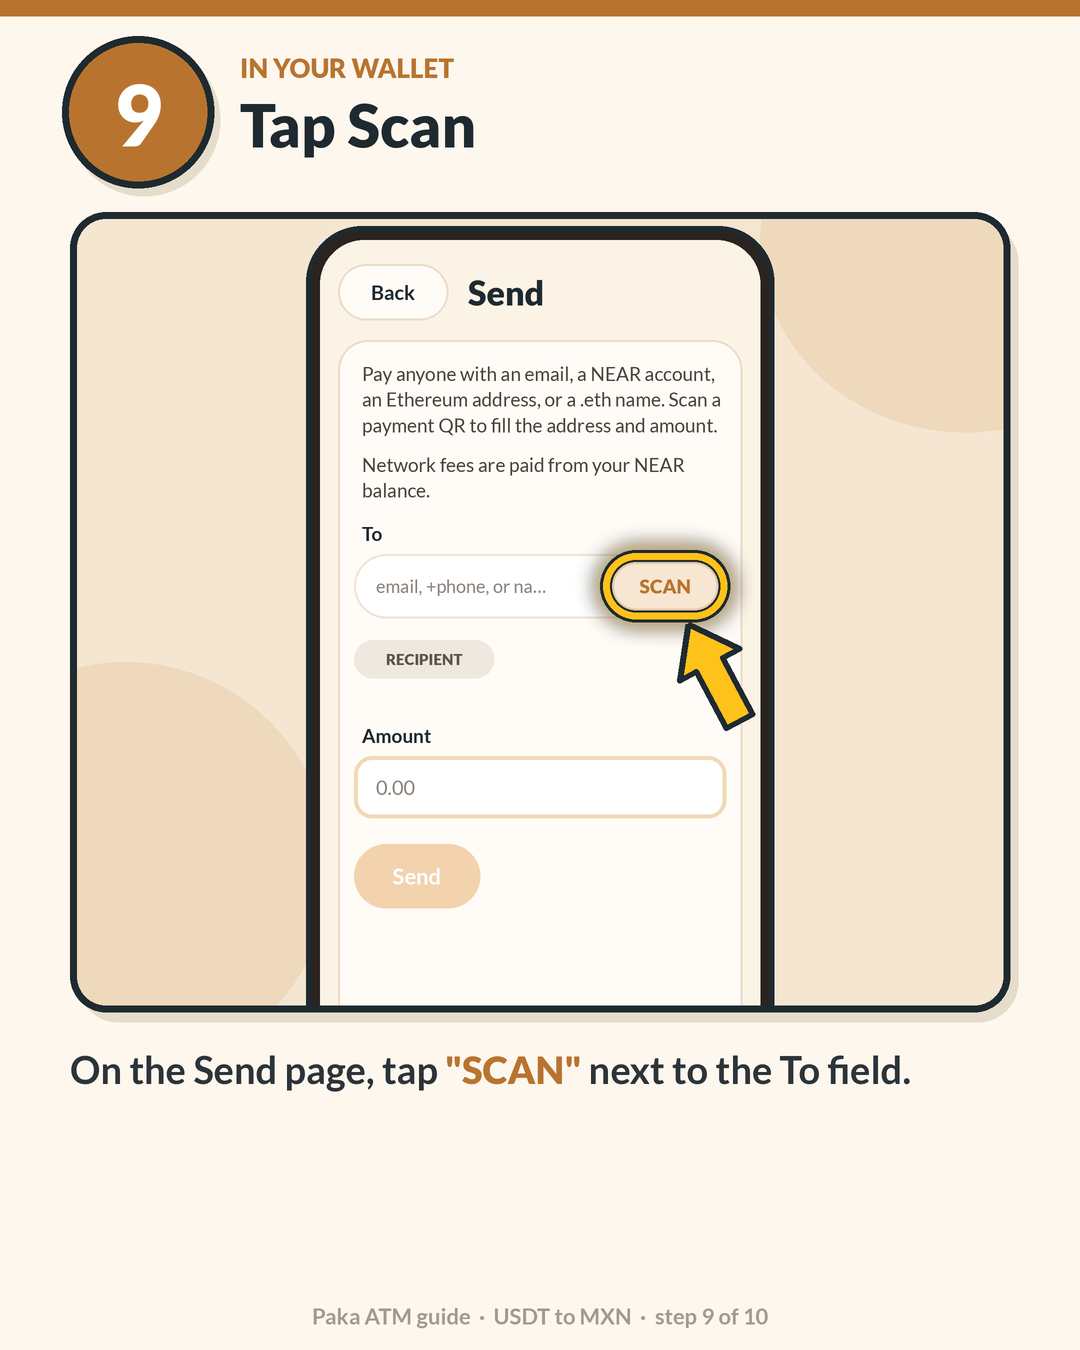 9
IN YOUR WALLET
Tap Scan
Back
Send
Pay anyone with an email, a NEAR account,
an Ethereum address, or a .eth name. Scan a
payment QR to fill the address and amount.
Network fees are paid from your NEAR
balance.
To
email, +phone, or na...
SCAN
RECIPIENT
Amount
0.00
Send
On the Send page, tap "SCAN" next to the To field.
Paka ATM guide · USDT to MXN · step 9 of 10